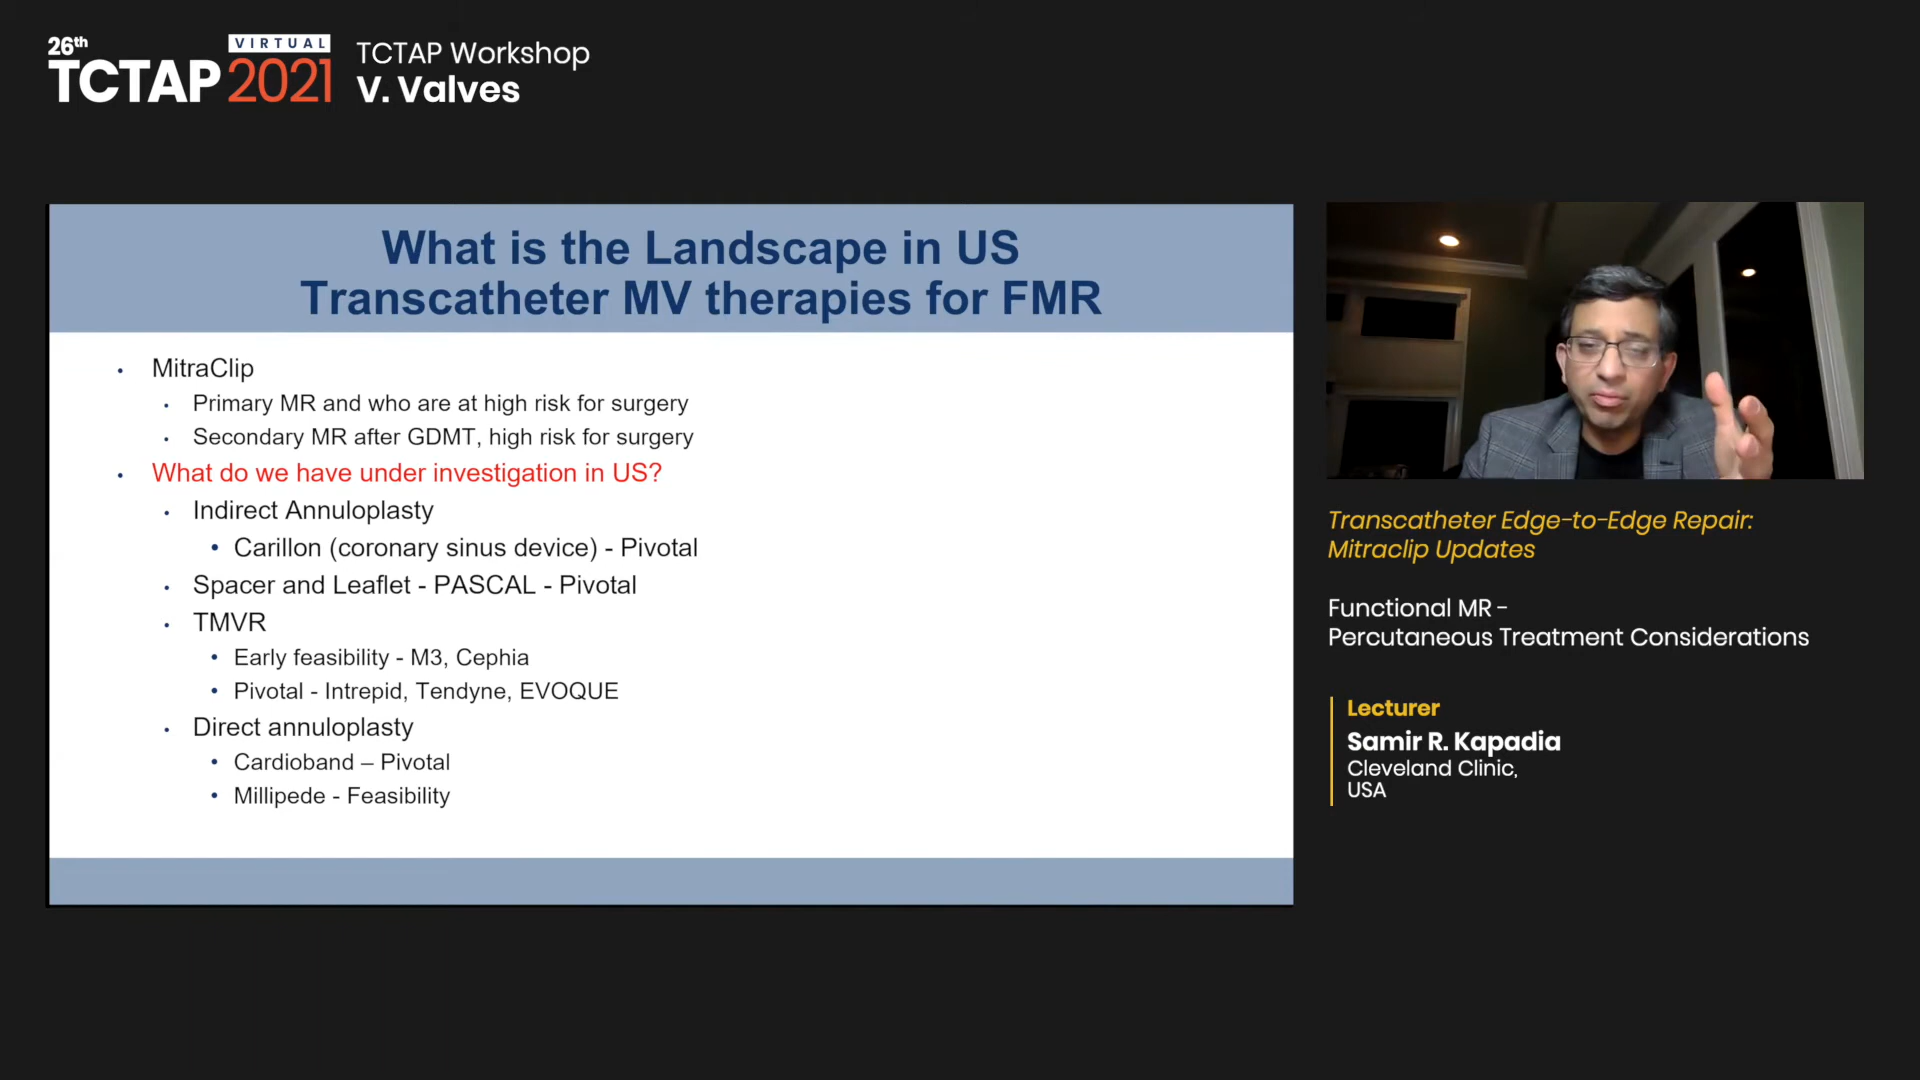 26th
VIRTUAL
TCTAP 2021
TCTAP Workshop
V. Valves
What is the Landscape in US
Transcatheter MV therapies for FMR
• MitraClip
• Primary MR and who are at high risk for surgery
• Secondary MR after GDMT, high risk for surgery
• What do we have under investigation in US?
• Indirect Annuloplasty
• Carillon (coronary sinus device) - Pivotal
• Spacer and Leaflet - PASCAL - Pivotal
• TMVR
• Early feasibility - M3, Cephia
• Pivotal - Intrepid, Tendyne, EVOQUE
• Direct annuloplasty
• Cardioband – Pivotal
• Millipede - Feasibility
Transcatheter Edge-to-Edge Repair:
Mitraclip Updates
Functional MR -
Percutaneous Treatment Considerations
Lecturer
Samir R. Kapadia
Cleveland Clinic,
USA